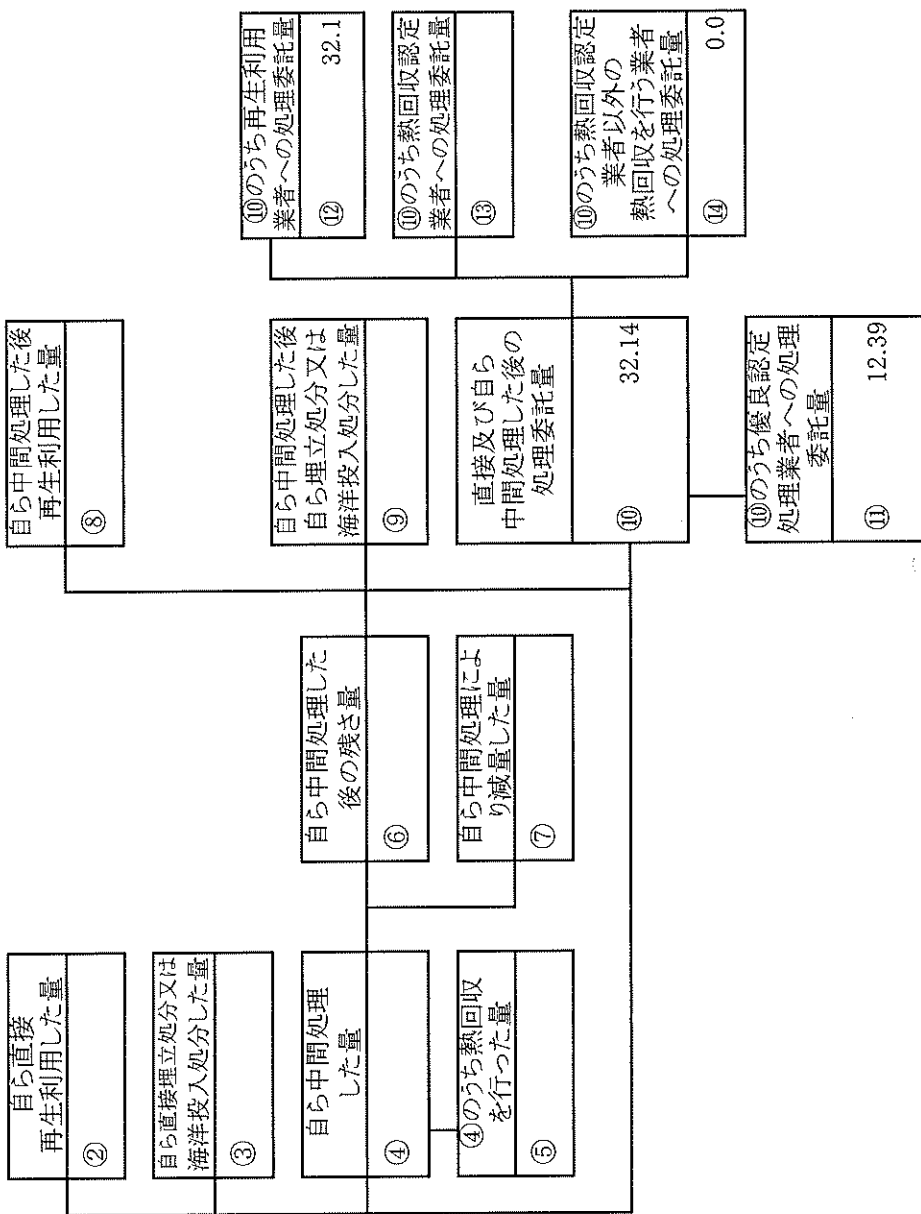 自ら直接
再生利用した量
②
自ら直接埋立処分又は
海洋投入処分した量
③
自ら中間処理
した量
④
④のうち熱回収
を行った量
⑤
自ら中間処理した
後の残さ量
⑥
自ら中間処理によ
り減量した量
⑦
自ら中間処理した後
再生利用した量
⑧
自ら中間処理した後
自ら埋立処分又は
海洋投入処分した量
⑨
直接及び自ら
中間処理した後の
処理委託量
⑩ 32.14
⑩のうち優良認定
処理業者への処理
委託量
⑪ 12.39
⑩のうち再生利用
業者への処理委託量
⑫ 32.1
⑩のうち熱回収認定
業者への処理委託量
⑬
⑩のうち熱回収認定
業者以外の
熱回収を行う業者
への処理委託量
⑭ 0.0